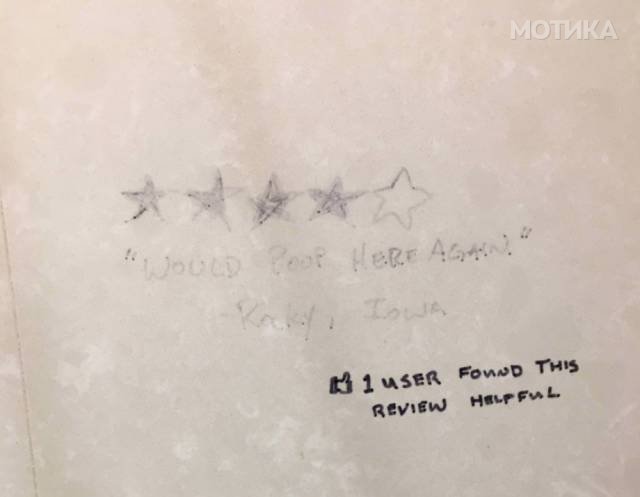 МОТИКА
"WOULD POOP HERE AGAIN."
Iowa
1 USER FOUND THIS
REVIEW HELPFUL